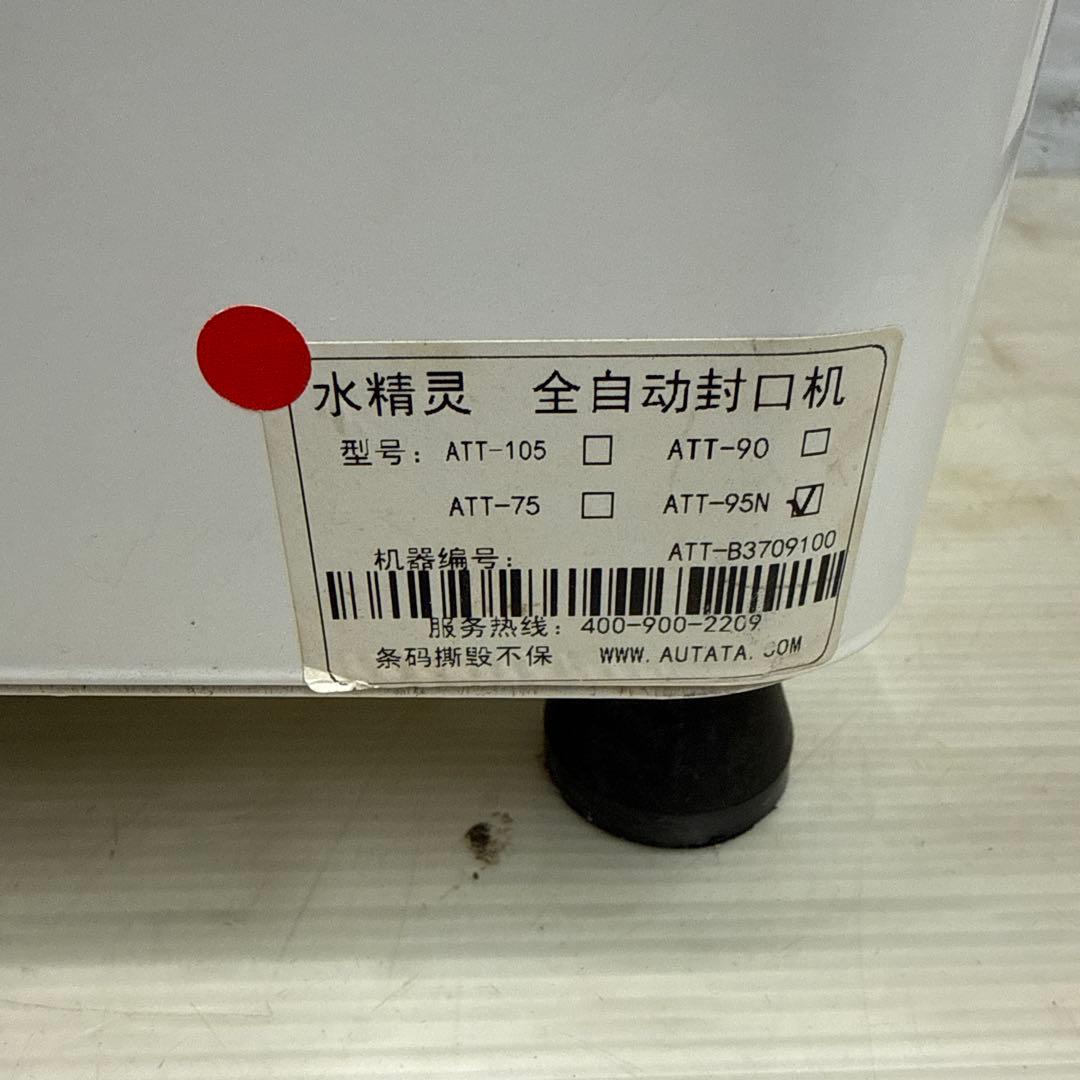 水精灵 全自动封口机
型号: ATT-105 □ ATT-90 □
ATT-75 □ ATT-95N ☑
机器编号: ATT-B3709100
服务热线: 400-900-2209
条码撕毁不保 WWW.AUTATA.COM